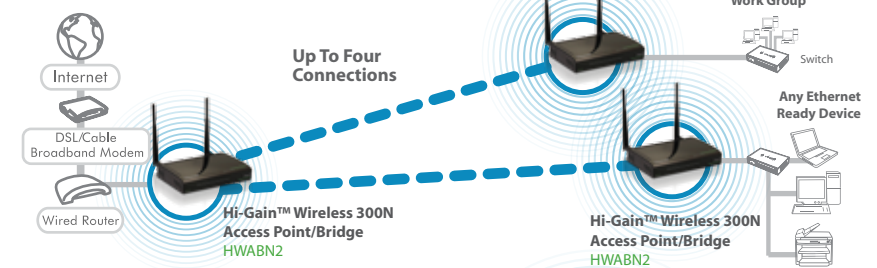 Work Group
Switch
Up To Four
Connections
Internet
DSL/Cable
Broadband Modem
Wired Router
Any Ethernet
Ready Device
Hi-Gain™ Wireless 300N
Access Point/Bridge
HWABN2
Hi-Gain™ Wireless 300N
Access Point/Bridge
HWABN2